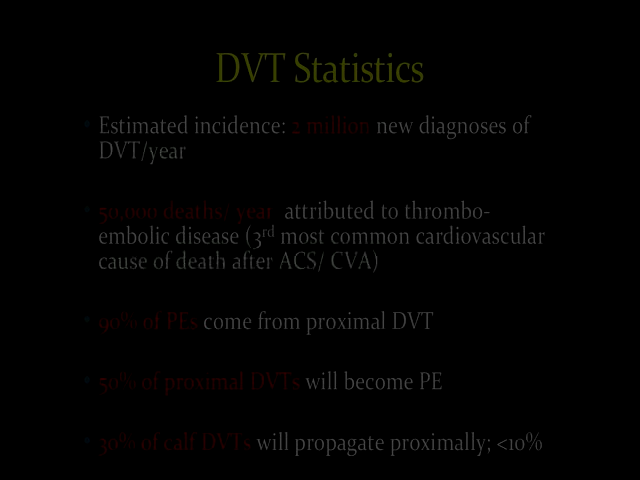 DVT Statistics
• Estimated incidence: 2 million new diagnoses of
DVT/year
• 50,000 deaths/ year attributed to thrombo-
embolic disease (3rd most common cardiovascular
cause of death after ACS/ CVA)
• 90% of PEs come from proximal DVT
• 50% of proximal DVTs will become PE
• 30% of calf DVTs will propagate proximally; <10%